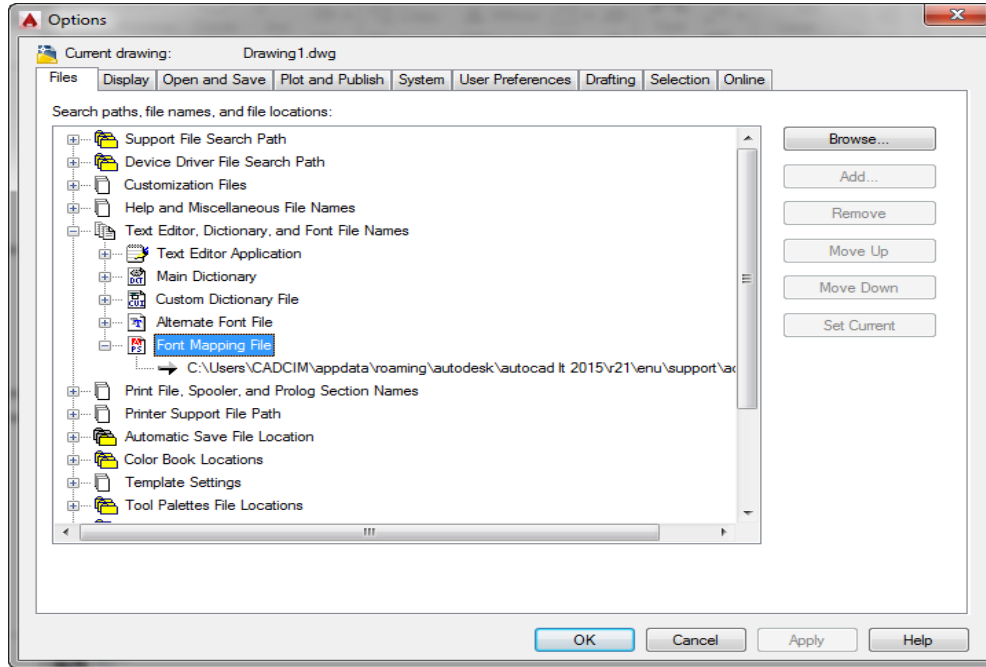 Options
Current drawing: Drawing1.dwg
Files Display Open and Save Plot and Publish System User Preferences Drafting Selection Online
Search paths, file names, and file locations:
Support File Search Path
Device Driver File Search Path
Customization Files
Help and Miscellaneous File Names
Text Editor, Dictionary, and Font File Names
Text Editor Application
Main Dictionary
Custom Dictionary File
Alternate Font File
Font Mapping File
C:\Users\CADCIM\appdata\roaming\autodesk\autocad lt 2015\r21\enu\support\ac
Print File, Spooler, and Prolog Section Names
Printer Support File Path
Automatic Save File Location
Color Book Locations
Template Settings
Tool Palettes File Locations
Browse...
Add...
Remove
Move Up
Move Down
Set Current
OK Cancel Apply Help